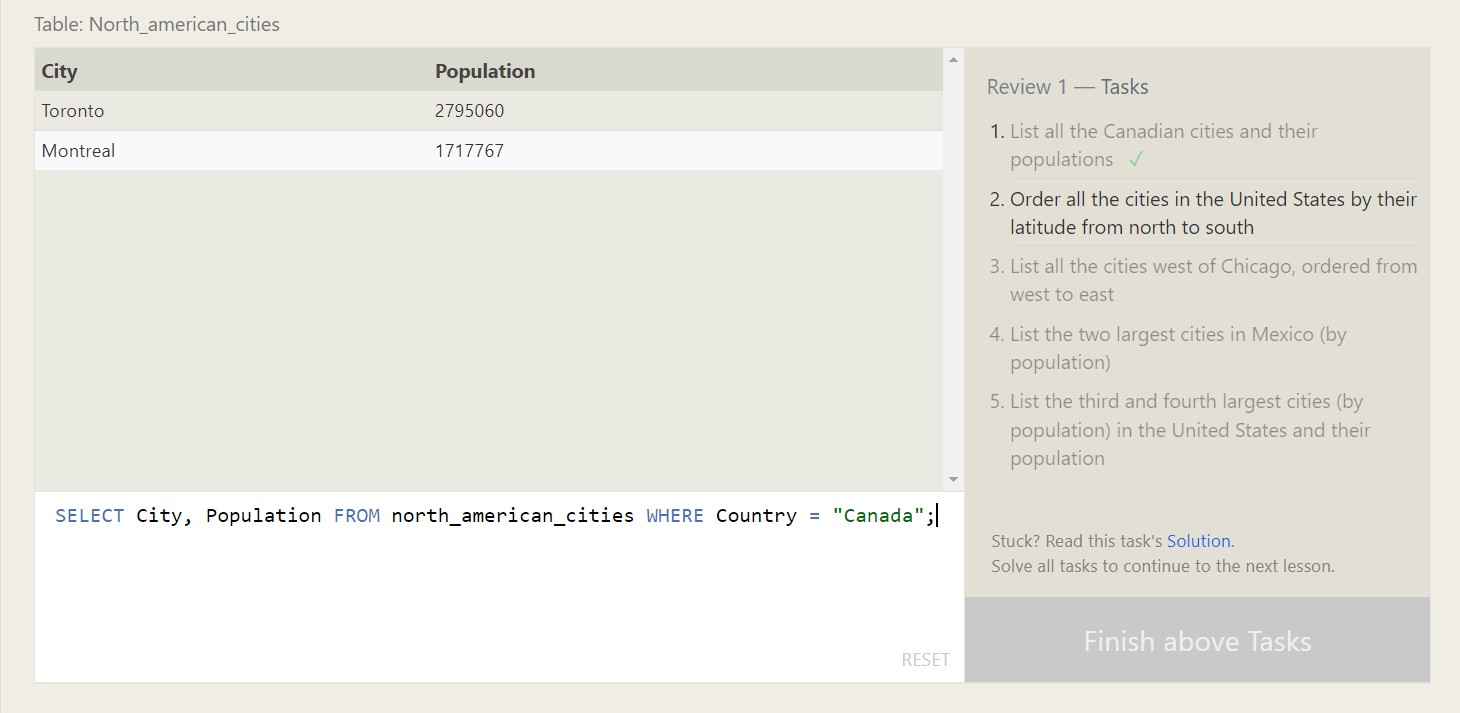 Table: North_american_cities
City Population
Toronto 2795060
Montreal 1717767
SELECT City, Population FROM north_american_cities WHERE Country = "Canada";
RESET
Review 1 — Tasks
1. List all the Canadian cities and their
populations ✓
2. Order all the cities in the United States by their
latitude from north to south
3. List all the cities west of Chicago, ordered from
west to east
4. List the two largest cities in Mexico (by
population)
5. List the third and fourth largest cities (by
population) in the United States and their
population
Stuck? Read this task's Solution.
Solve all tasks to continue to the next lesson.
Finish above Tasks